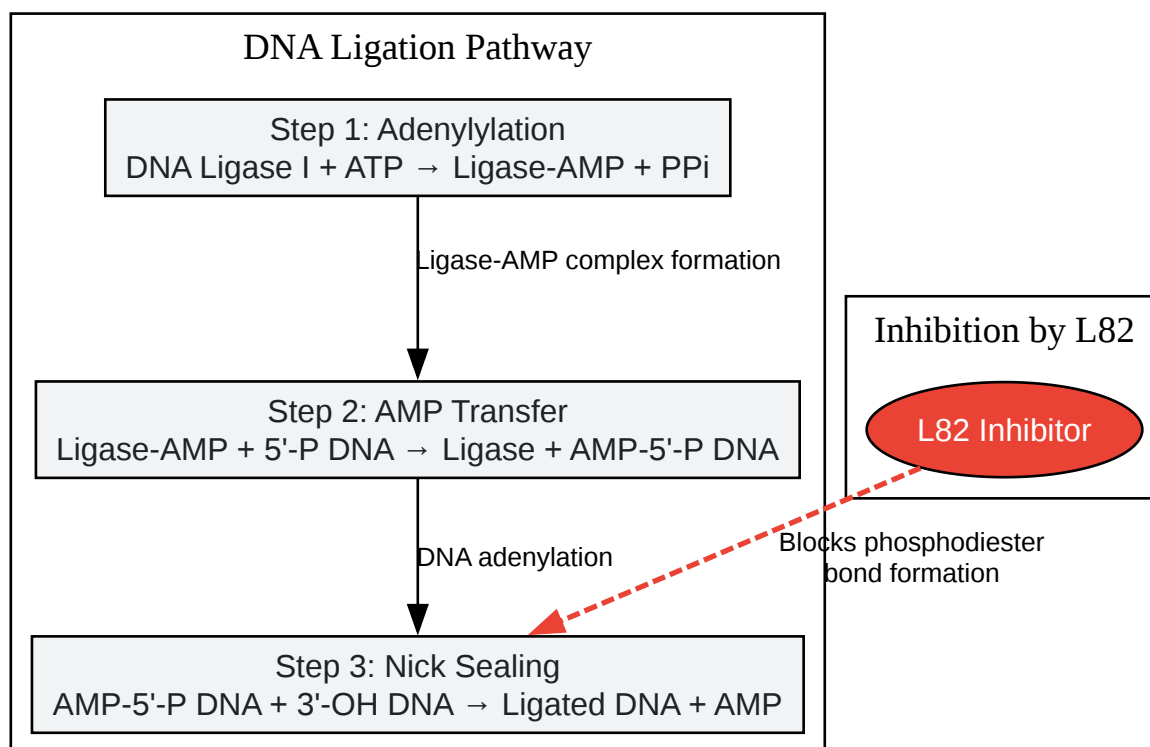 DNA Ligation Pathway
Step 1: Adenylylation
DNA Ligase I + ATP → Ligase-AMP + PPi
Ligase-AMP complex formation
Step 2: AMP Transfer
Ligase-AMP + 5'-P DNA → Ligase + AMP-5'-P DNA
DNA adenylation
Step 3: Nick Sealing
AMP-5'-P DNA + 3'-OH DNA → Ligated DNA + AMP
Inhibition by L82
L82 Inhibitor
Blocks phosphodiester
bond formation